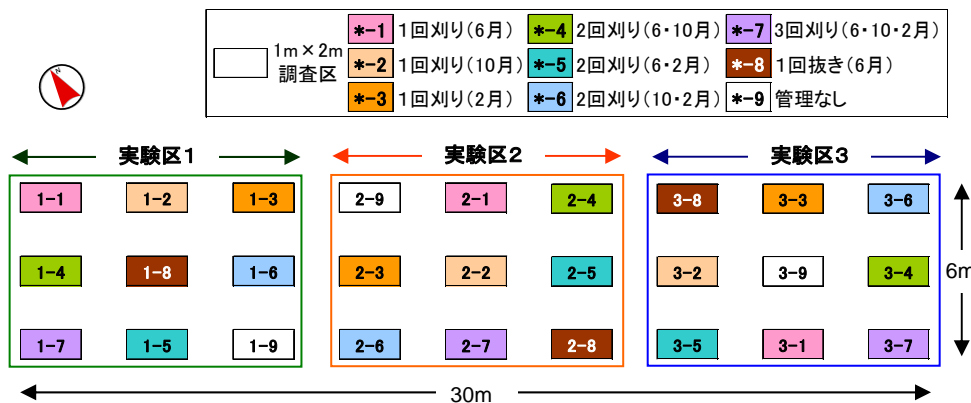 1m×2m
調査区
*-1 1回刈り(6月) *-4 2回刈り(6・10月) *-7 3回刈り(6・10・2月)
*-2 1回刈り(10月) *-5 2回刈り(6・2月) *-8 1回抜き(6月)
*-3 1回刈り(2月) *-6 2回刈り(10・2月) *-9 管理なし
N
実験区1 実験区2 実験区3
1-1 1-2 1-3 2-9 2-1 2-4 3-8 3-3 3-6
1-4 1-8 1-6 2-3 2-2 2-5 3-2 3-9 3-4
6m
1-7 1-5 1-9 2-6 2-7 2-8 3-5 3-1 3-7
30m